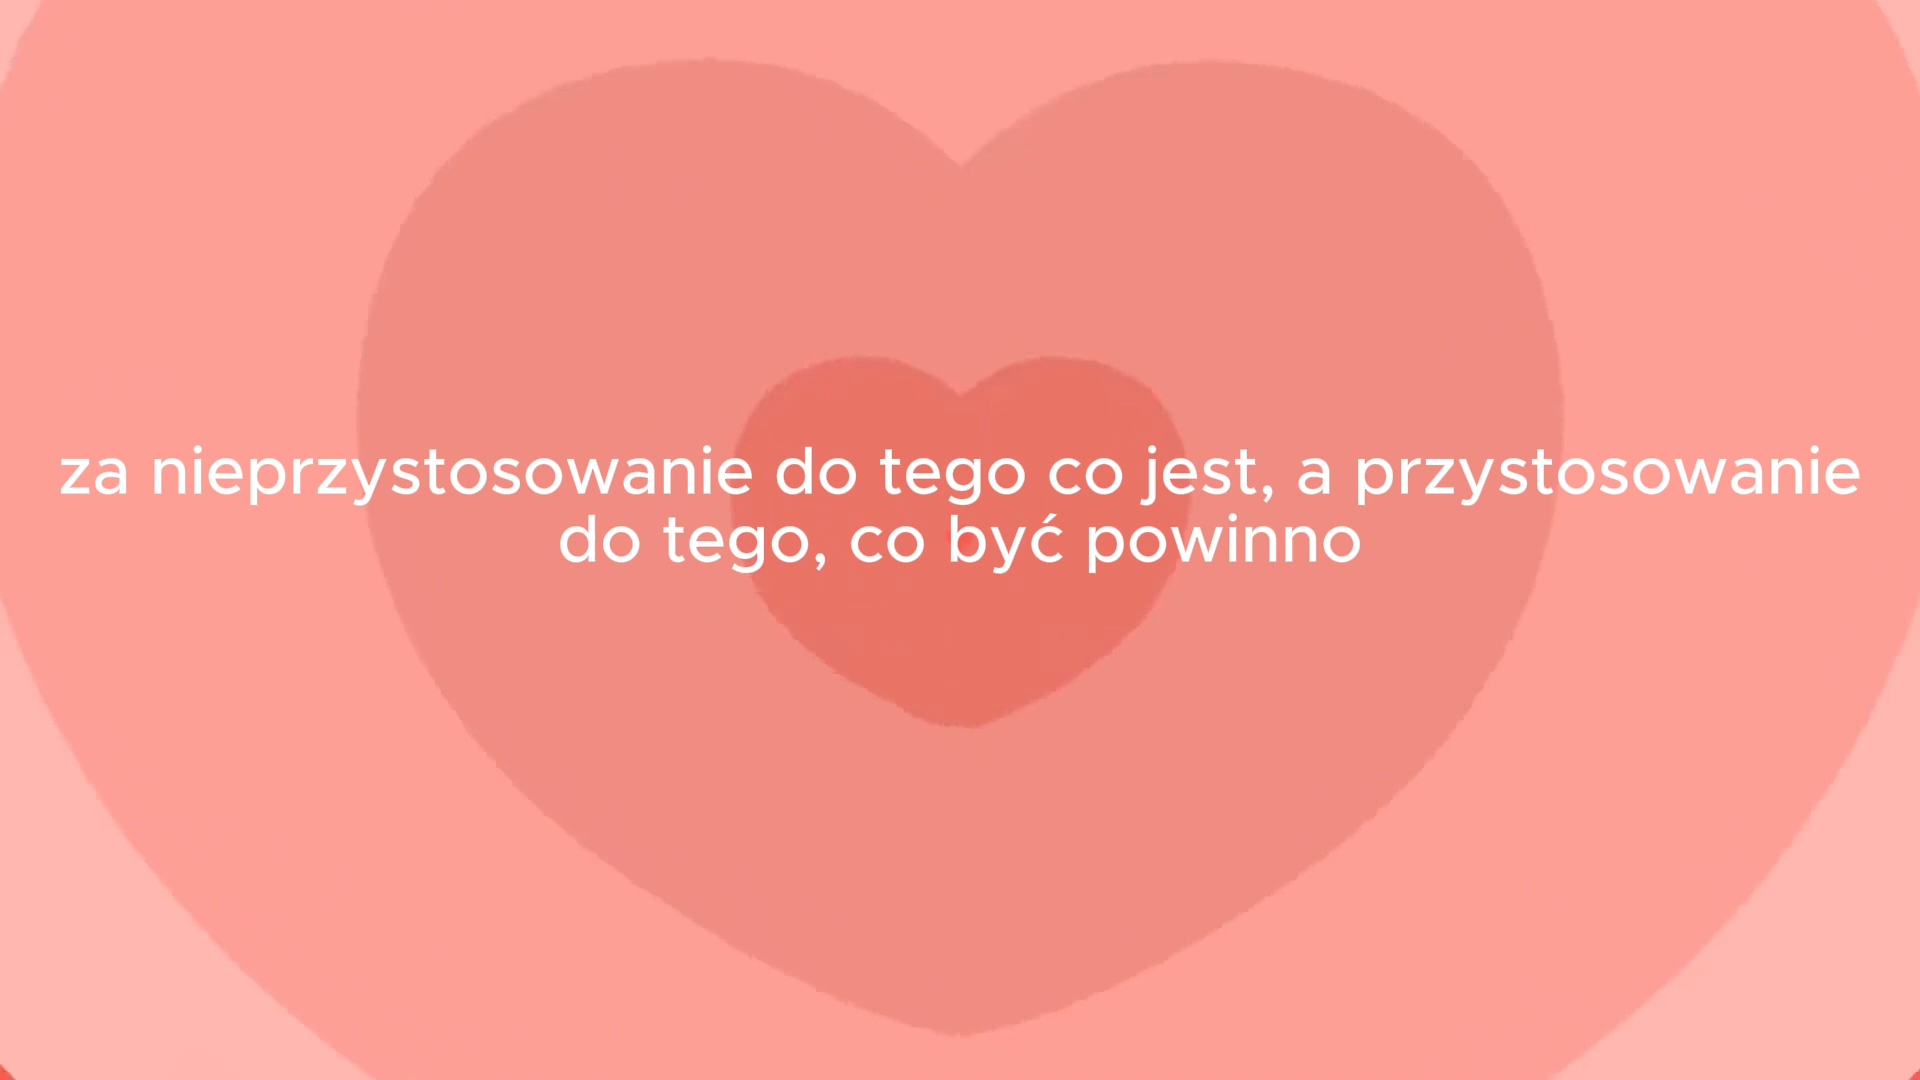 za nieprzystosowanie do tego co jest, a przystosowanie
do tego, co być powinno